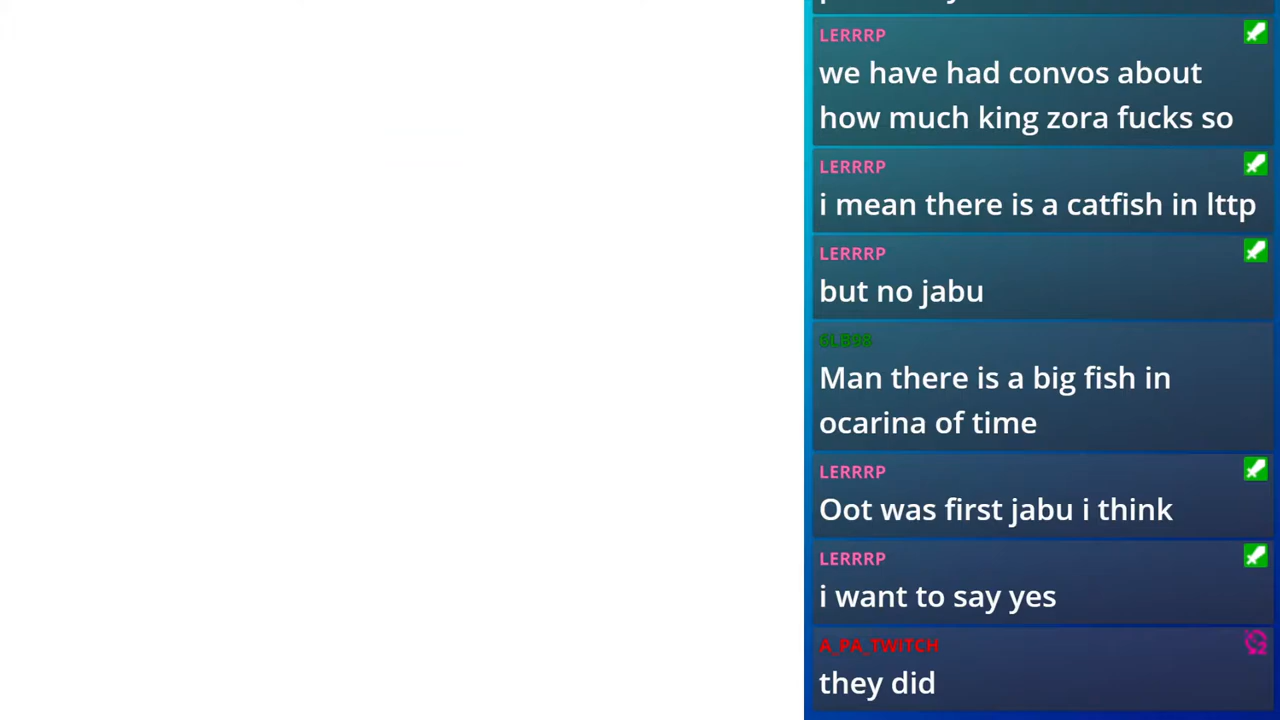 LERRRP
we have had convos about
how much king zora fucks so
LERRRP
i mean there is a catfish in lttp
LERRRP
but no jabu
6LB98
Man there is a big fish in
ocarina of time
LERRRP
Oot was first jabu i think
LERRRP
i want to say yes
A_PA_TWITCH
they did